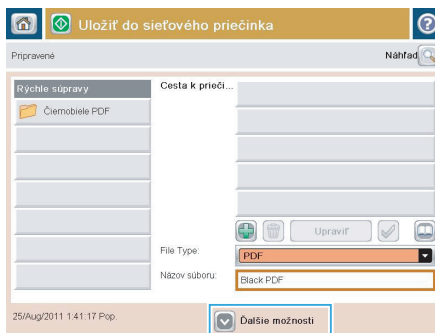 Uložiť do sieťového priečinka
Pripravené
Náhľad
Rýchle súpravy
Čiernobiele PDF
Cesta k prieči...
Upraviť
File Type:
PDF
Názov súboru:
Black PDF
25/Aug/2011 1:41:17 Pop.
Ďalšie možnosti